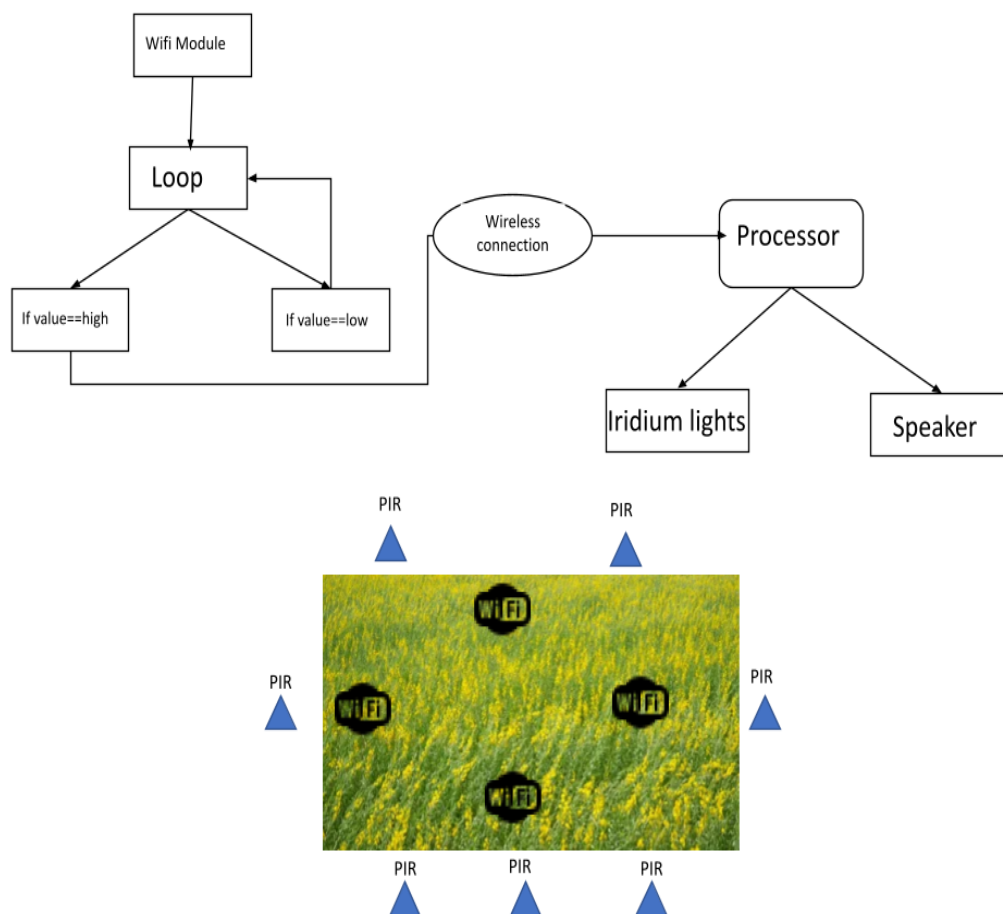 Wifi Module
Loop
Wireless
connection
Processor
If value==high
If value==low
Iridium lights
Speaker
PIR
PIR
WiFi
PIR
PIR
WiFi
WiFi
WiFi
PIR
PIR
PIR